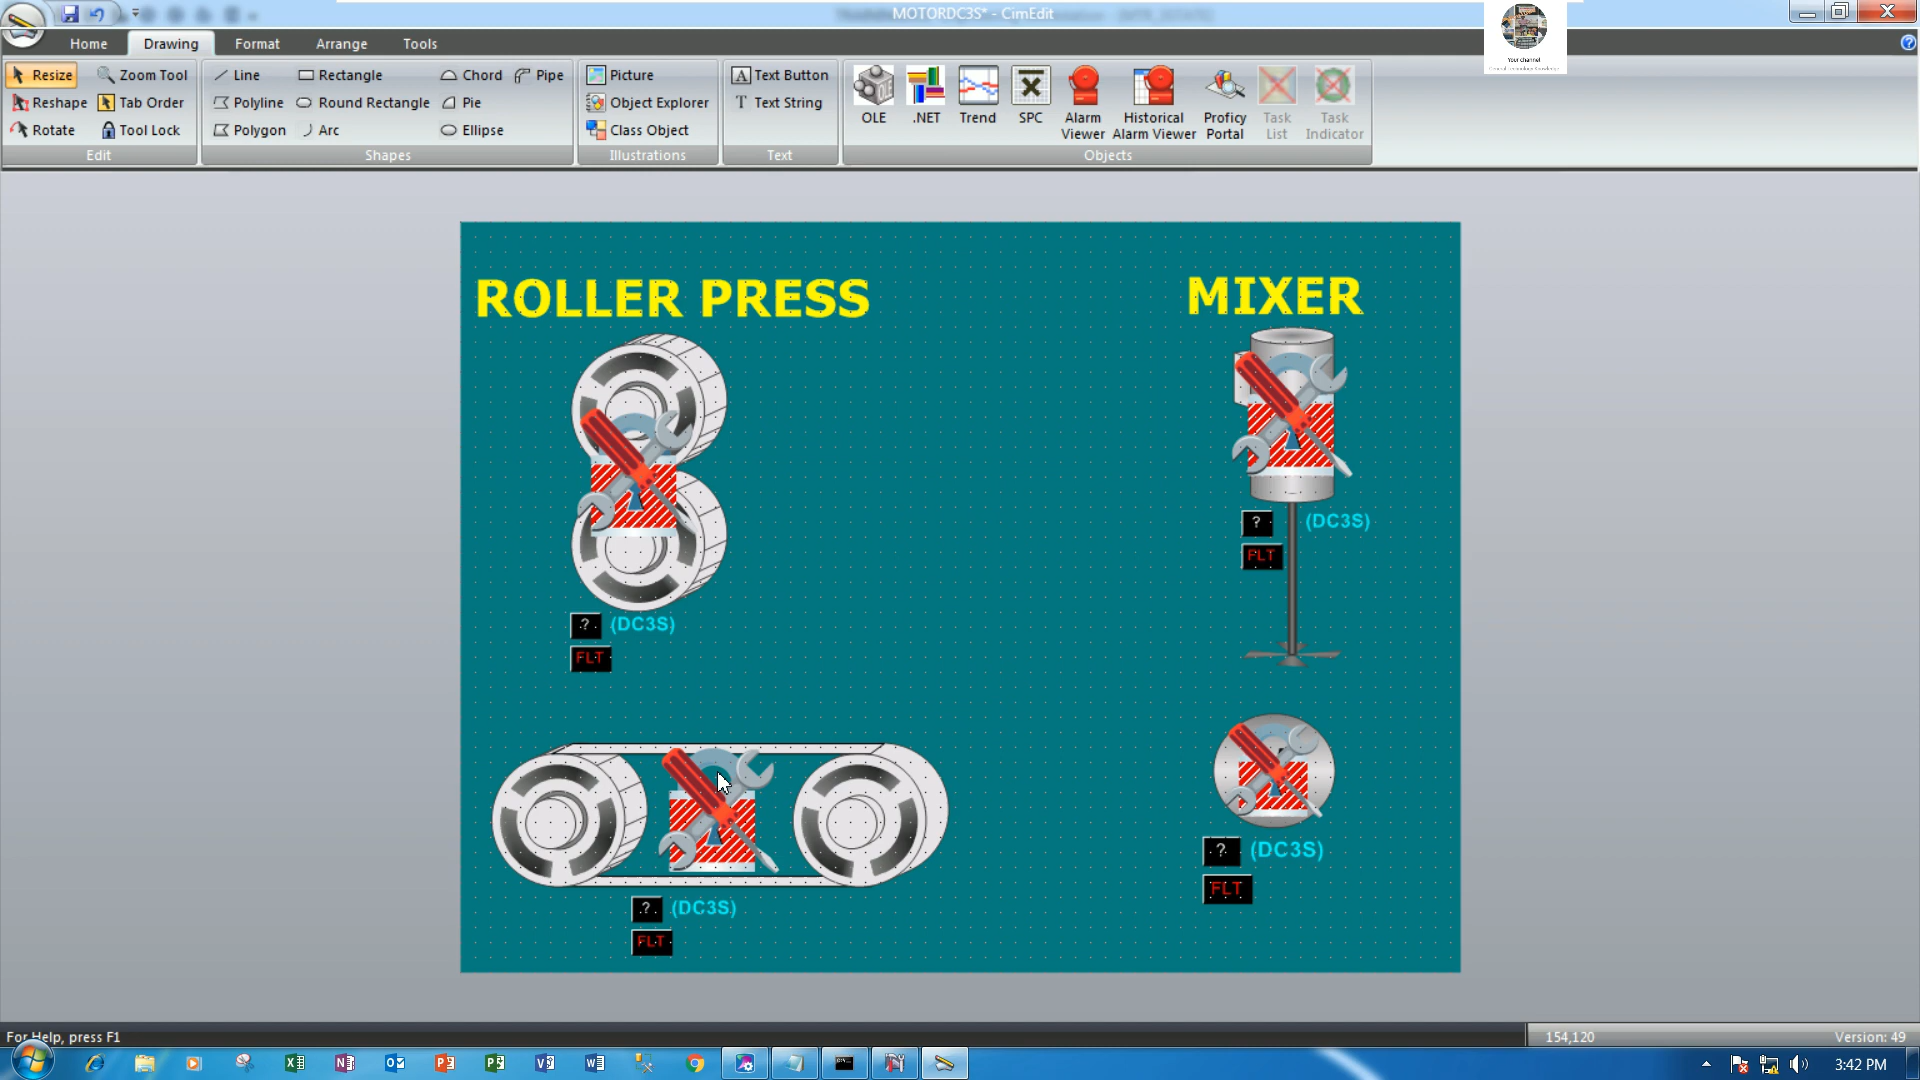 MOTORDC3S* - CimEdit
Home Drawing Format Arrange Tools
Resize Zoom Tool Line Rectangle Chord Pipe Picture Text Button
Reshape Tab Order Polyline Round Rectangle Pie Object Explorer Text String
Rotate Tool Lock Polygon Arc Ellipse Class Object
OLE .NET Trend SPC Alarm Viewer Historical Alarm Viewer Proficy Portal Task List Task Indicator
Edit Shapes Illustrations Text Objects
Your channel
ROLLER PRESS
MIXER
? (DC3S)
FLT
? (DC3S)
FLT
? (DC3S)
FLT
? (DC3S)
FLT
For Help, press F1
154,120
Version: 49
3:42 PM